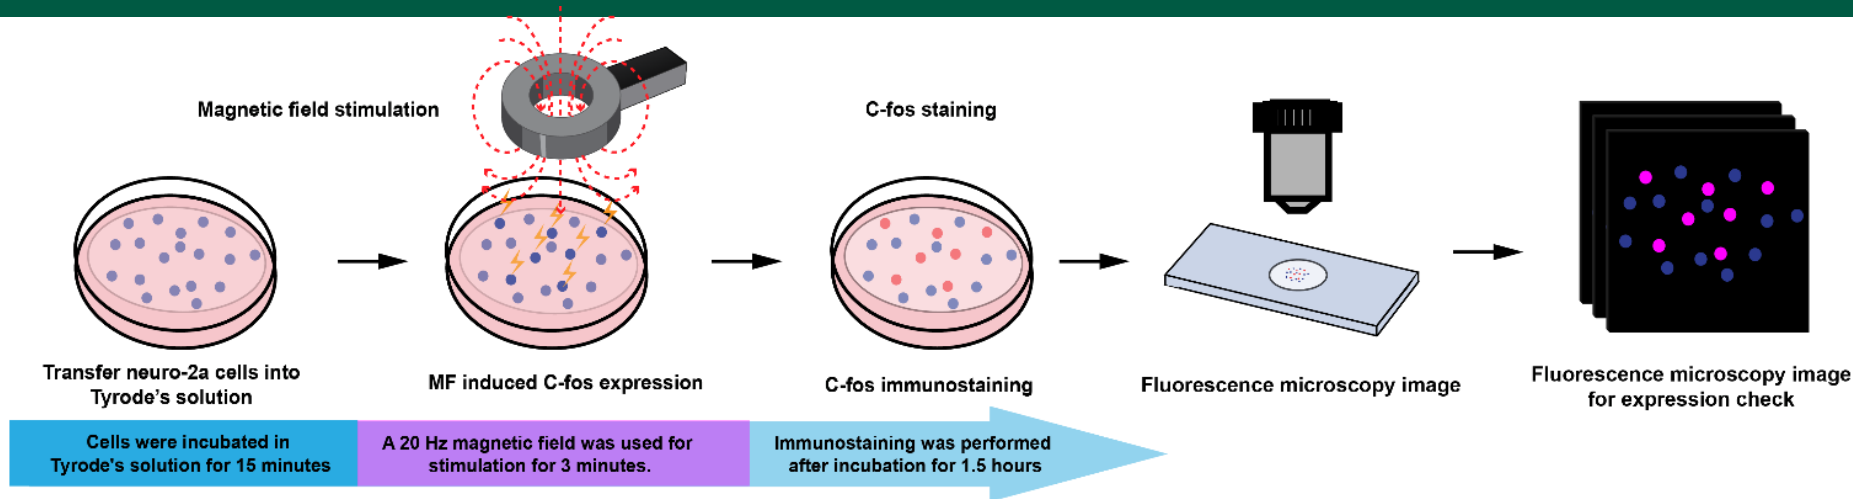 Magnetic field stimulation
C-fos staining
Transfer neuro-2a cells into
Tyrode's solution
MF induced C-fos expression
C-fos immunostaining
Fluorescence microscopy image
Fluorescence microscopy image
for expression check
Cells were incubated in
Tyrode's solution for 15 minutes
A 20 Hz magnetic field was used for
stimulation for 3 minutes.
Immunostaining was performed
after incubation for 1.5 hours